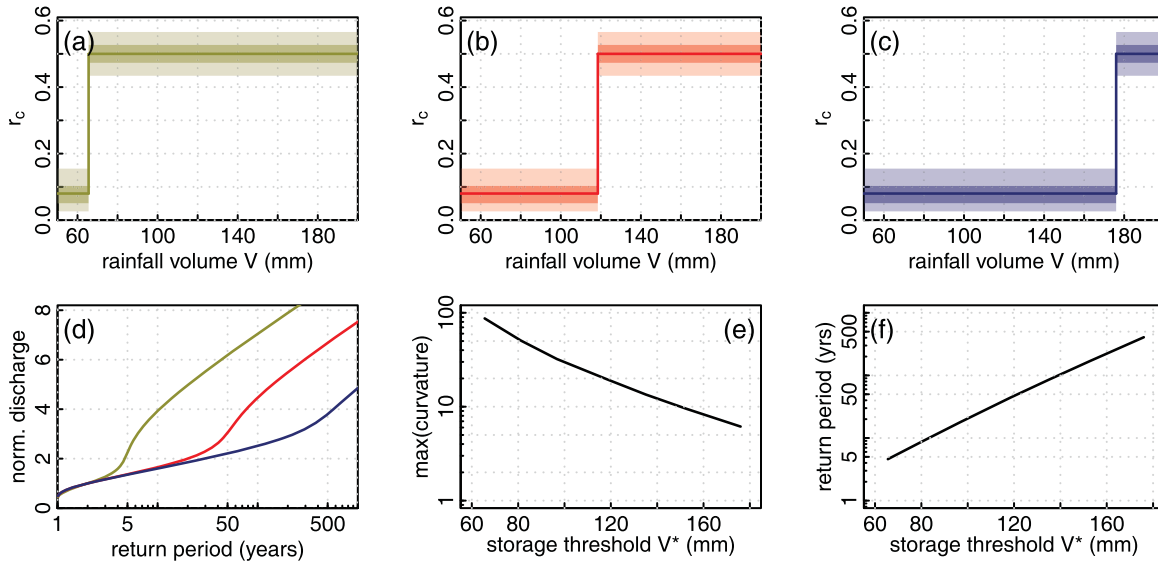 (a)
r_c
0.0 0.2 0.4 0.6
60 100 140 180
rainfall volume V (mm)
(b)
r_c
0.0 0.2 0.4 0.6
60 100 140 180
rainfall volume V (mm)
(c)
r_c
0.0 0.2 0.4 0.6
60 100 140 180
rainfall volume V (mm)
(d)
norm. discharge
0 2 4 6 8
1 5 50 500
return period (years)
(e)
max(curvature)
1 10 100
60 80 120 160
storage threshold V* (mm)
(f)
return period (yrs)
1 5 50 500
60 80 120 160
storage threshold V* (mm)